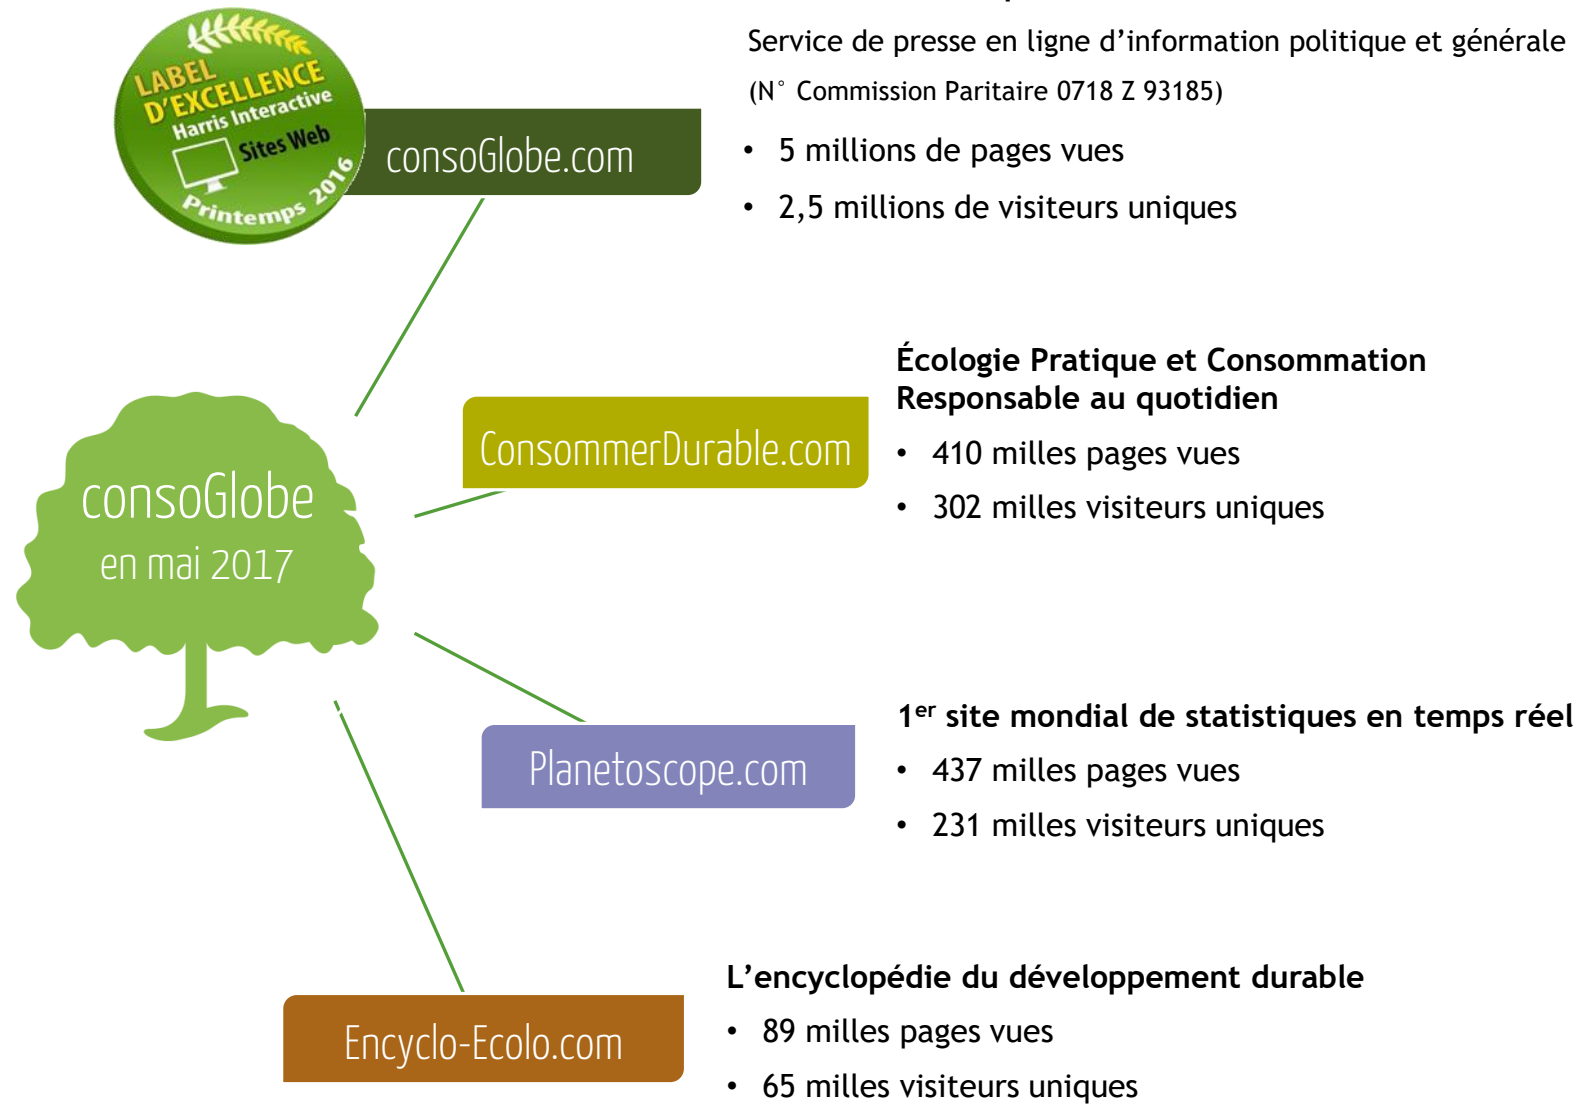 LABEL
D'EXCELLENCE
Harris Interactive
Sites Web
Printemps 2016
consoGlobe.com
Service de presse en ligne d’information politique et générale
(N° Commission Paritaire 0718 Z 93185)
• 5 millions de pages vues
• 2,5 millions de visiteurs uniques
consoGlobe
en mai 2017
ConsommerDurable.com
Écologie Pratique et Consommation
Responsable au quotidien
• 410 milles pages vues
• 302 milles visiteurs uniques
Planetoscope.com
1er site mondial de statistiques en temps réel
• 437 milles pages vues
• 231 milles visiteurs uniques
Encyclo-Ecolo.com
L’encyclopédie du développement durable
• 89 milles pages vues
• 65 milles visiteurs uniques